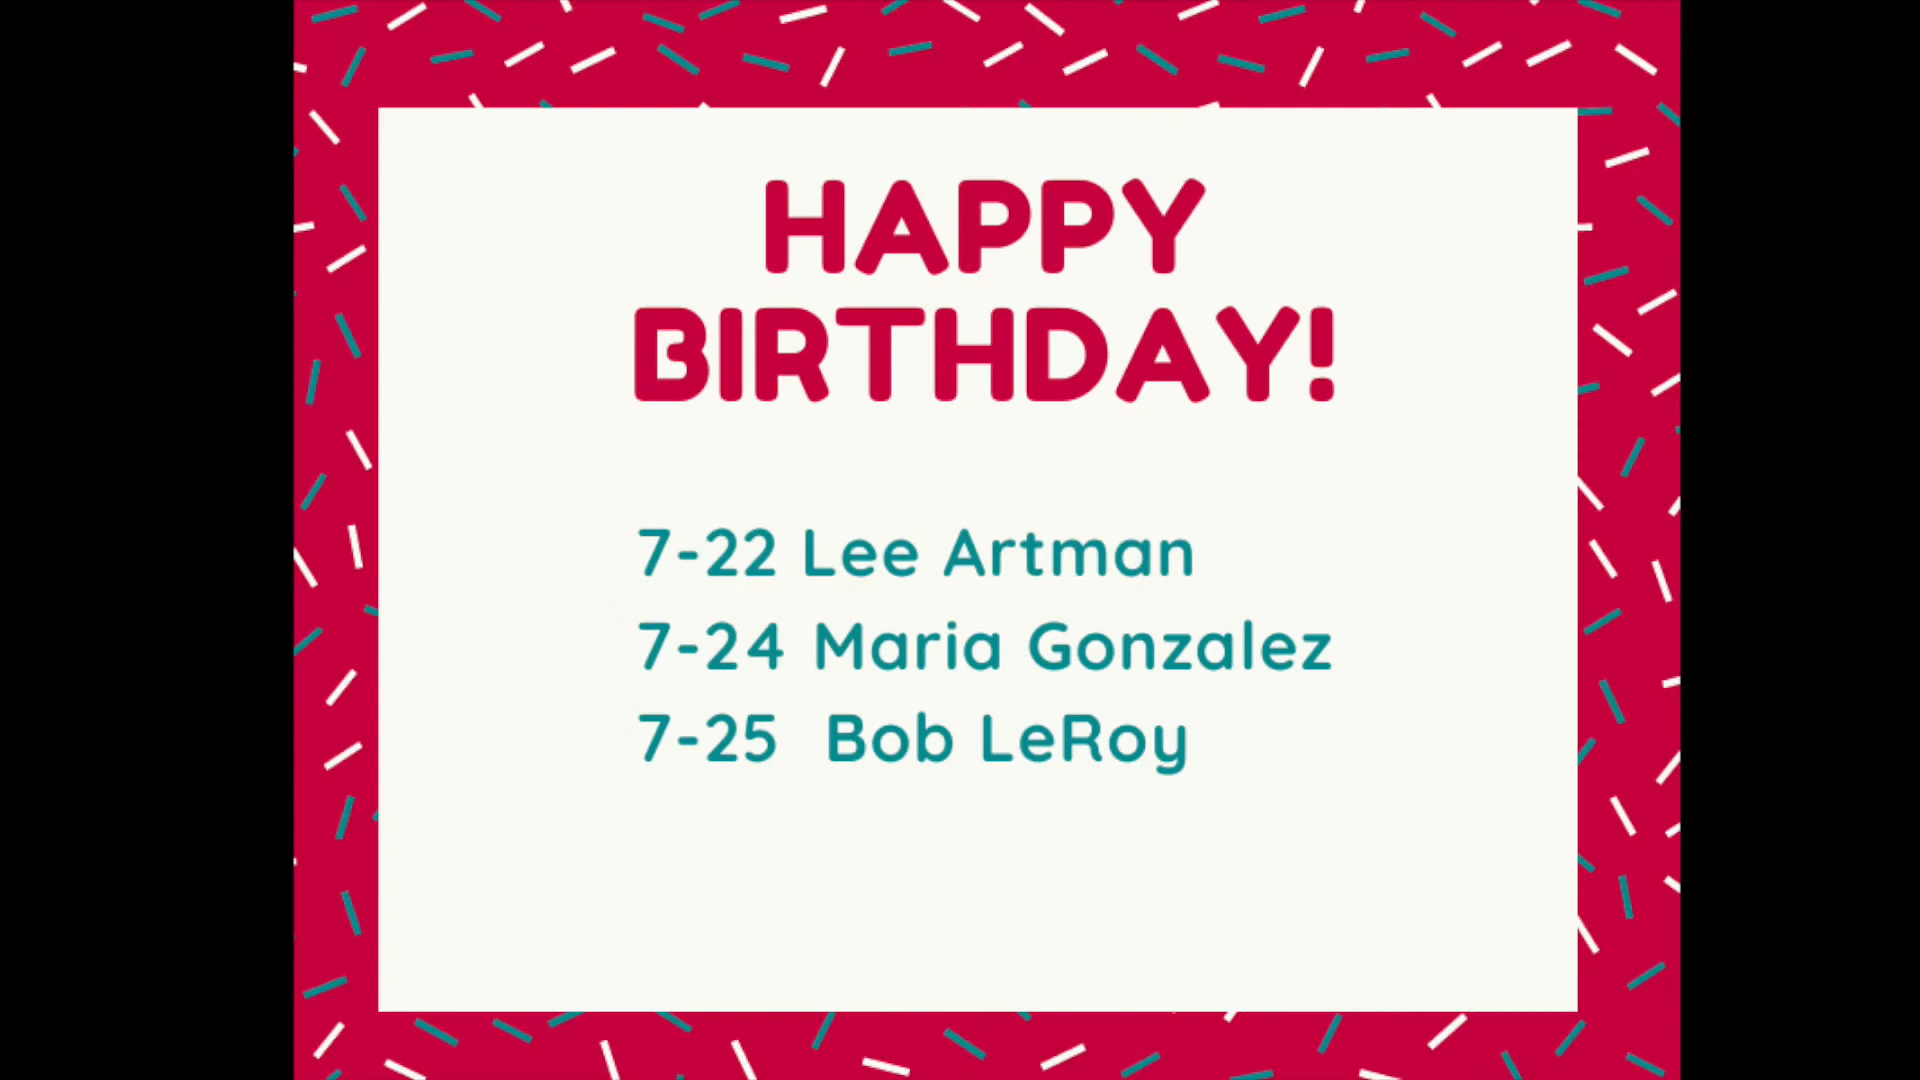 HAPPY
BIRTHDAY!
7-22 Lee Artman
7-24 Maria Gonzalez
7-25 Bob LeRoy